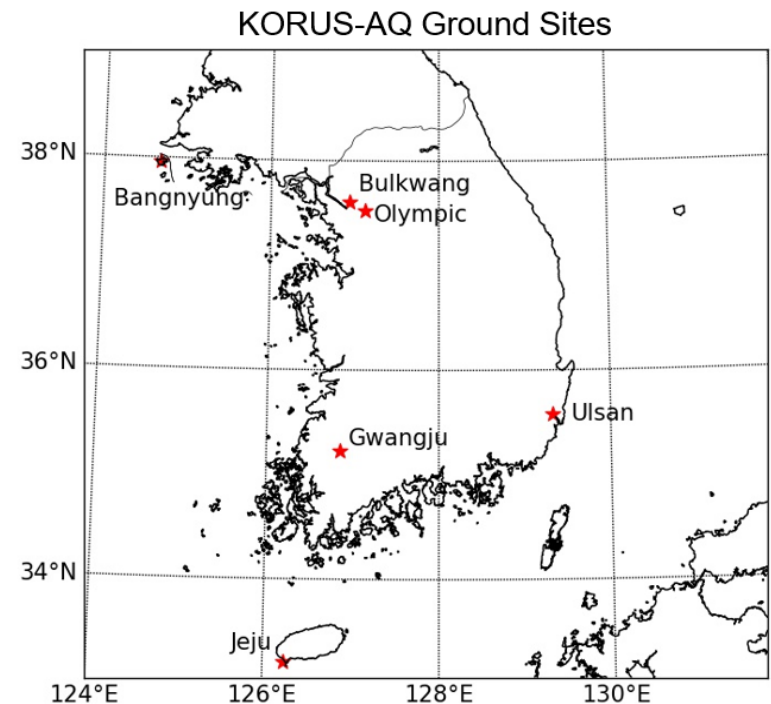 KORUS-AQ Ground Sites
38°N
Bangnyung
Bulkwang
Olympic
36°N
Ulsan
Gwangju
34°N
Jeju
124°E
126°E
128°E
130°E